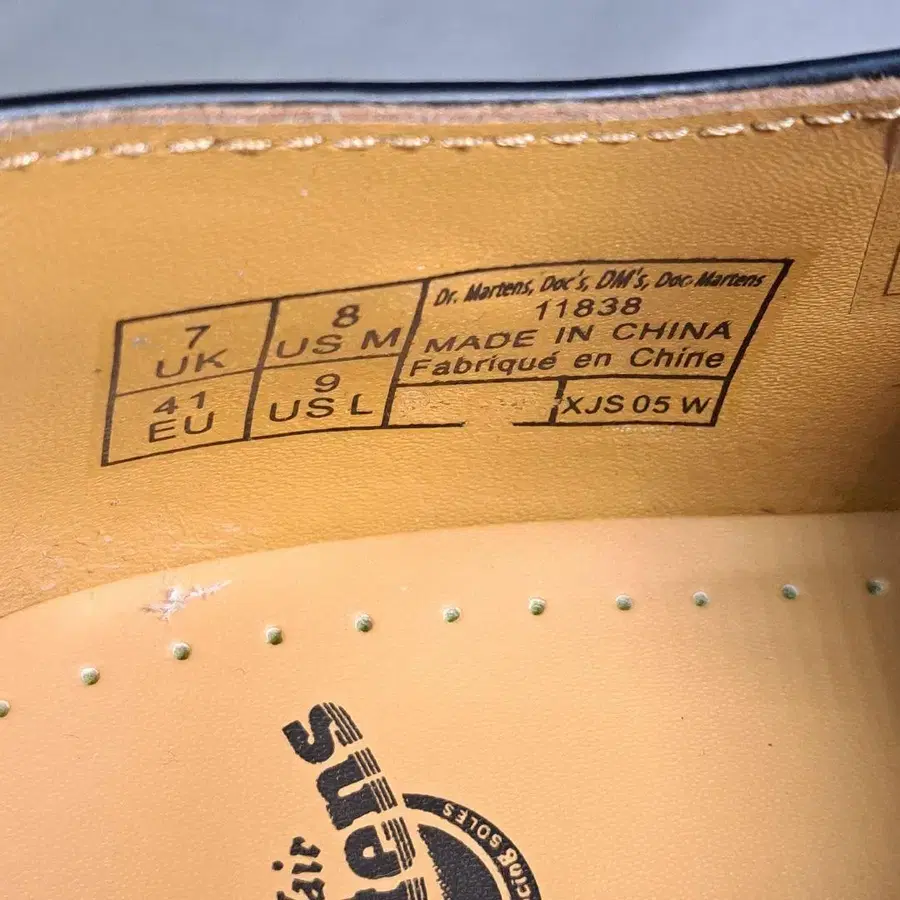 7
UK
8
US M
41
EU
9
US L
Dr. Martens, Doc's, DM's, Doc Martens
11838
MADE IN CHINA
Fabriqué en Chine
XJS 05 W
SOLES